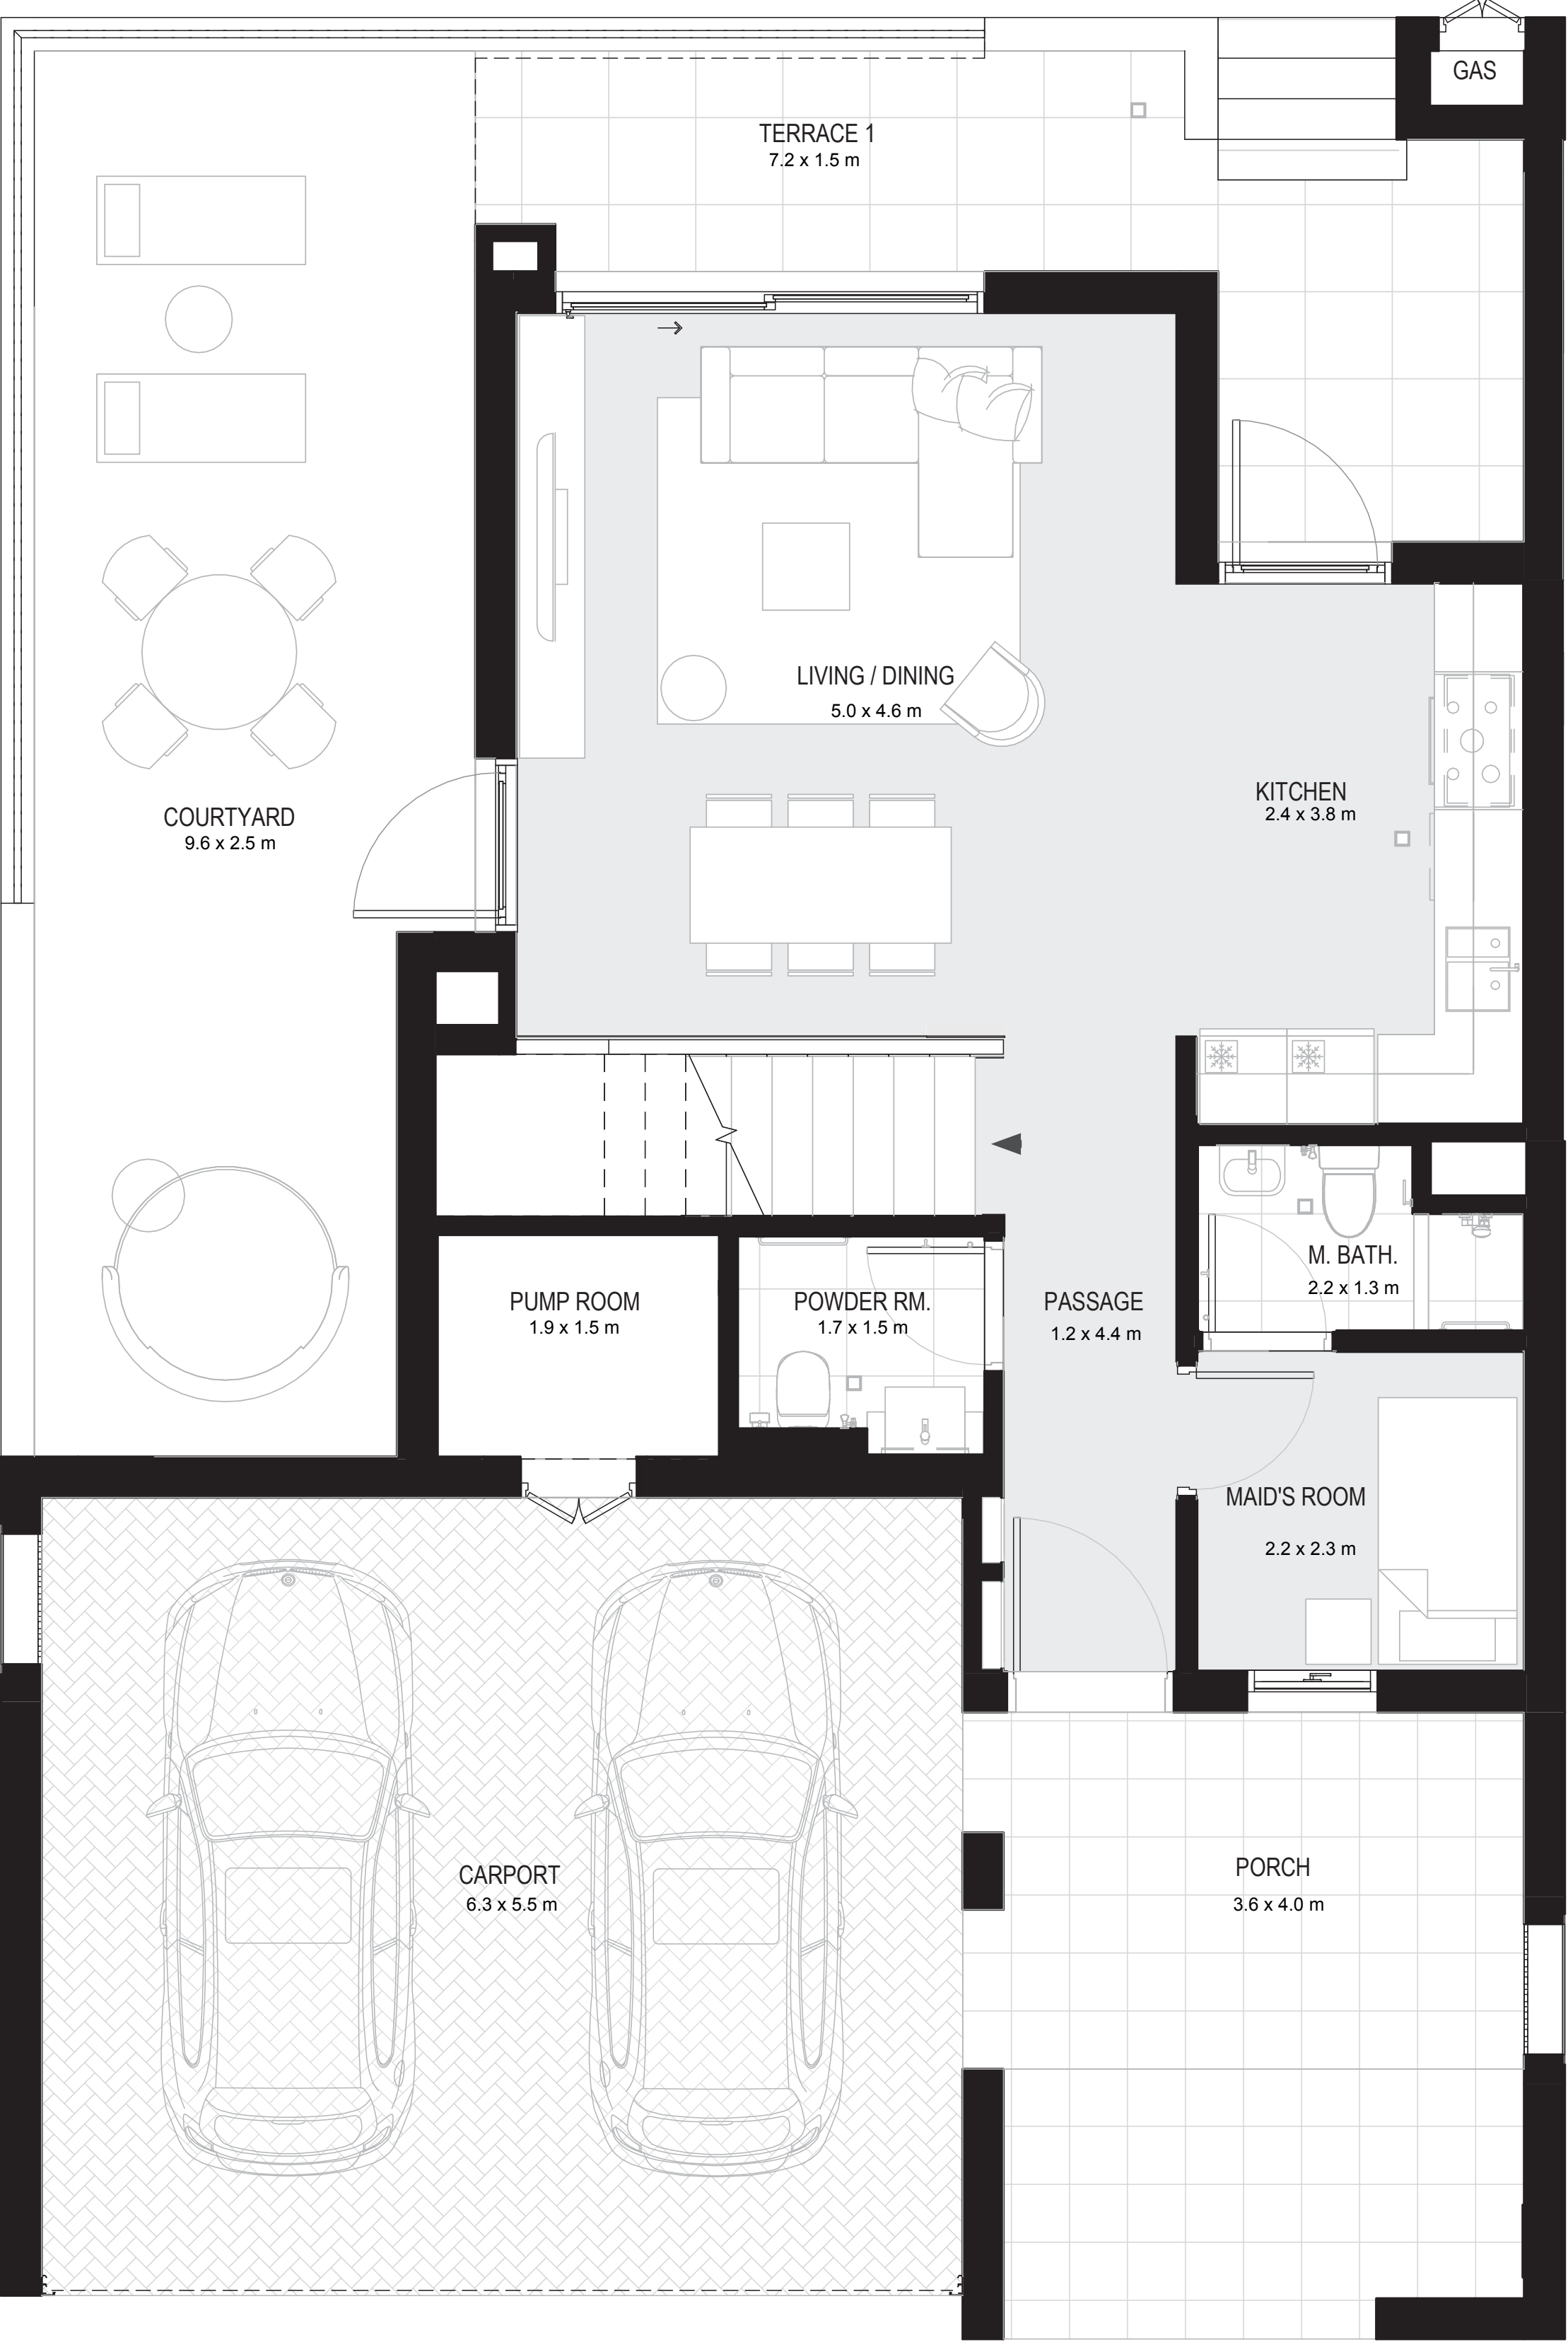 GAS
TERRACE 1
7.2 x 1.5 m
LIVING / DINING
5.0 x 4.6 m
KITCHEN
2.4 x 3.8 m
COURTYARD
9.6 x 2.5 m
M. BATH.
2.2 x 1.3 m
PUMP ROOM
1.9 x 1.5 m
POWDER RM.
1.7 x 1.5 m
PASSAGE
1.2 x 4.4 m
MAID'S ROOM
2.2 x 2.3 m
CARPORT
6.3 x 5.5 m
PORCH
3.6 x 4.0 m